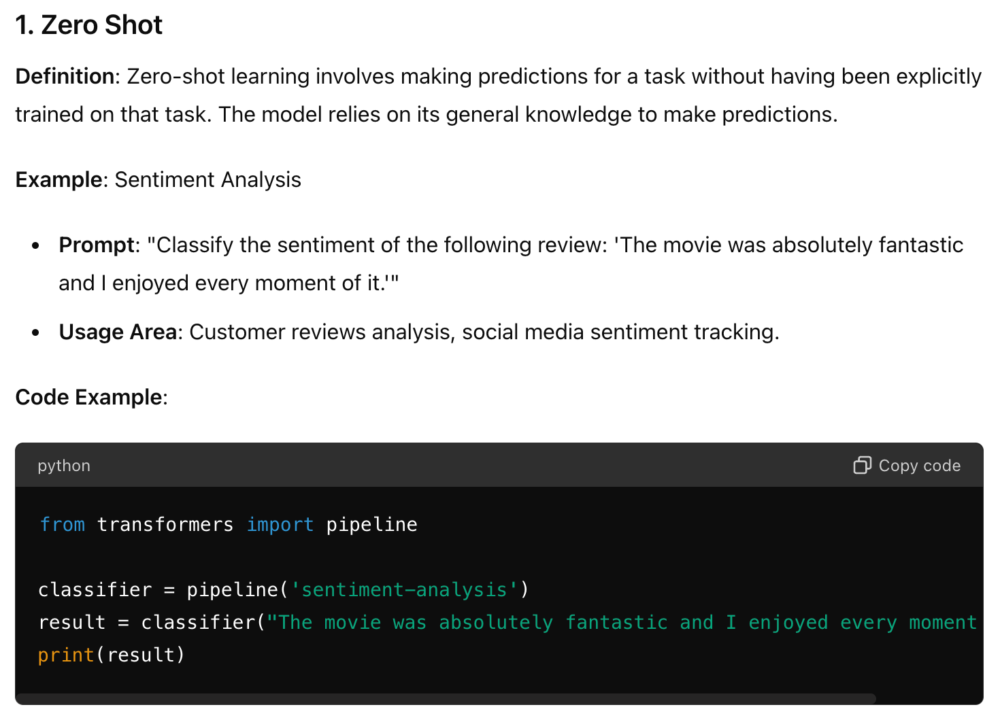 1. Zero Shot
Definition: Zero-shot learning involves making predictions for a task without having been explicitly
trained on that task. The model relies on its general knowledge to make predictions.
Example: Sentiment Analysis
• Prompt: "Classify the sentiment of the following review: 'The movie was absolutely fantastic
and I enjoyed every moment of it.'"
• Usage Area: Customer reviews analysis, social media sentiment tracking.
Code Example:
python Copy code
from transformers import pipeline
classifier = pipeline('sentiment-analysis')
result = classifier("The movie was absolutely fantastic and I enjoyed every moment
print(result)